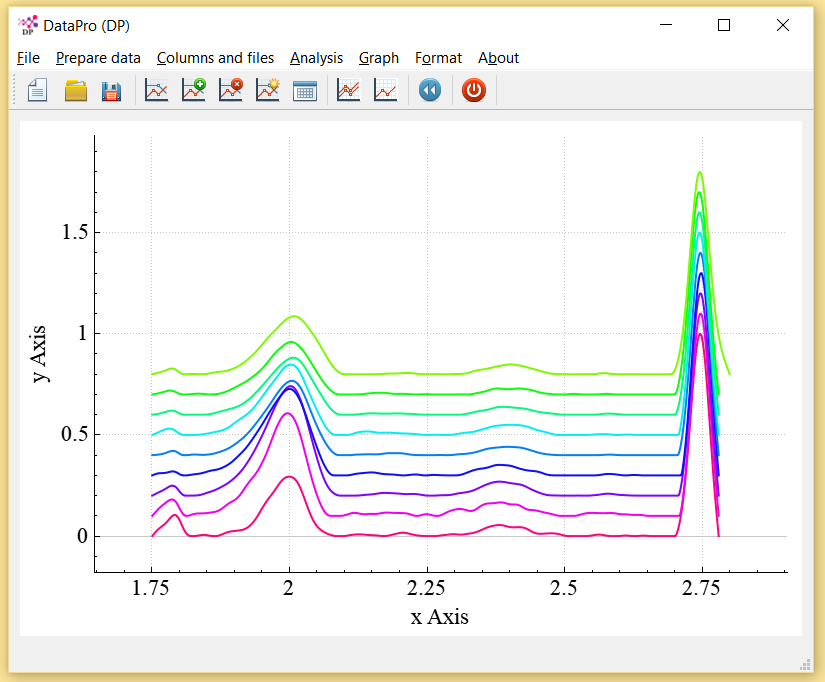 DataPro (DP)
File Prepare data Columns and files Analysis Graph Format About
1.5
1
0.5
0
y Axis
1.75 2 2.25 2.5 2.75
x Axis